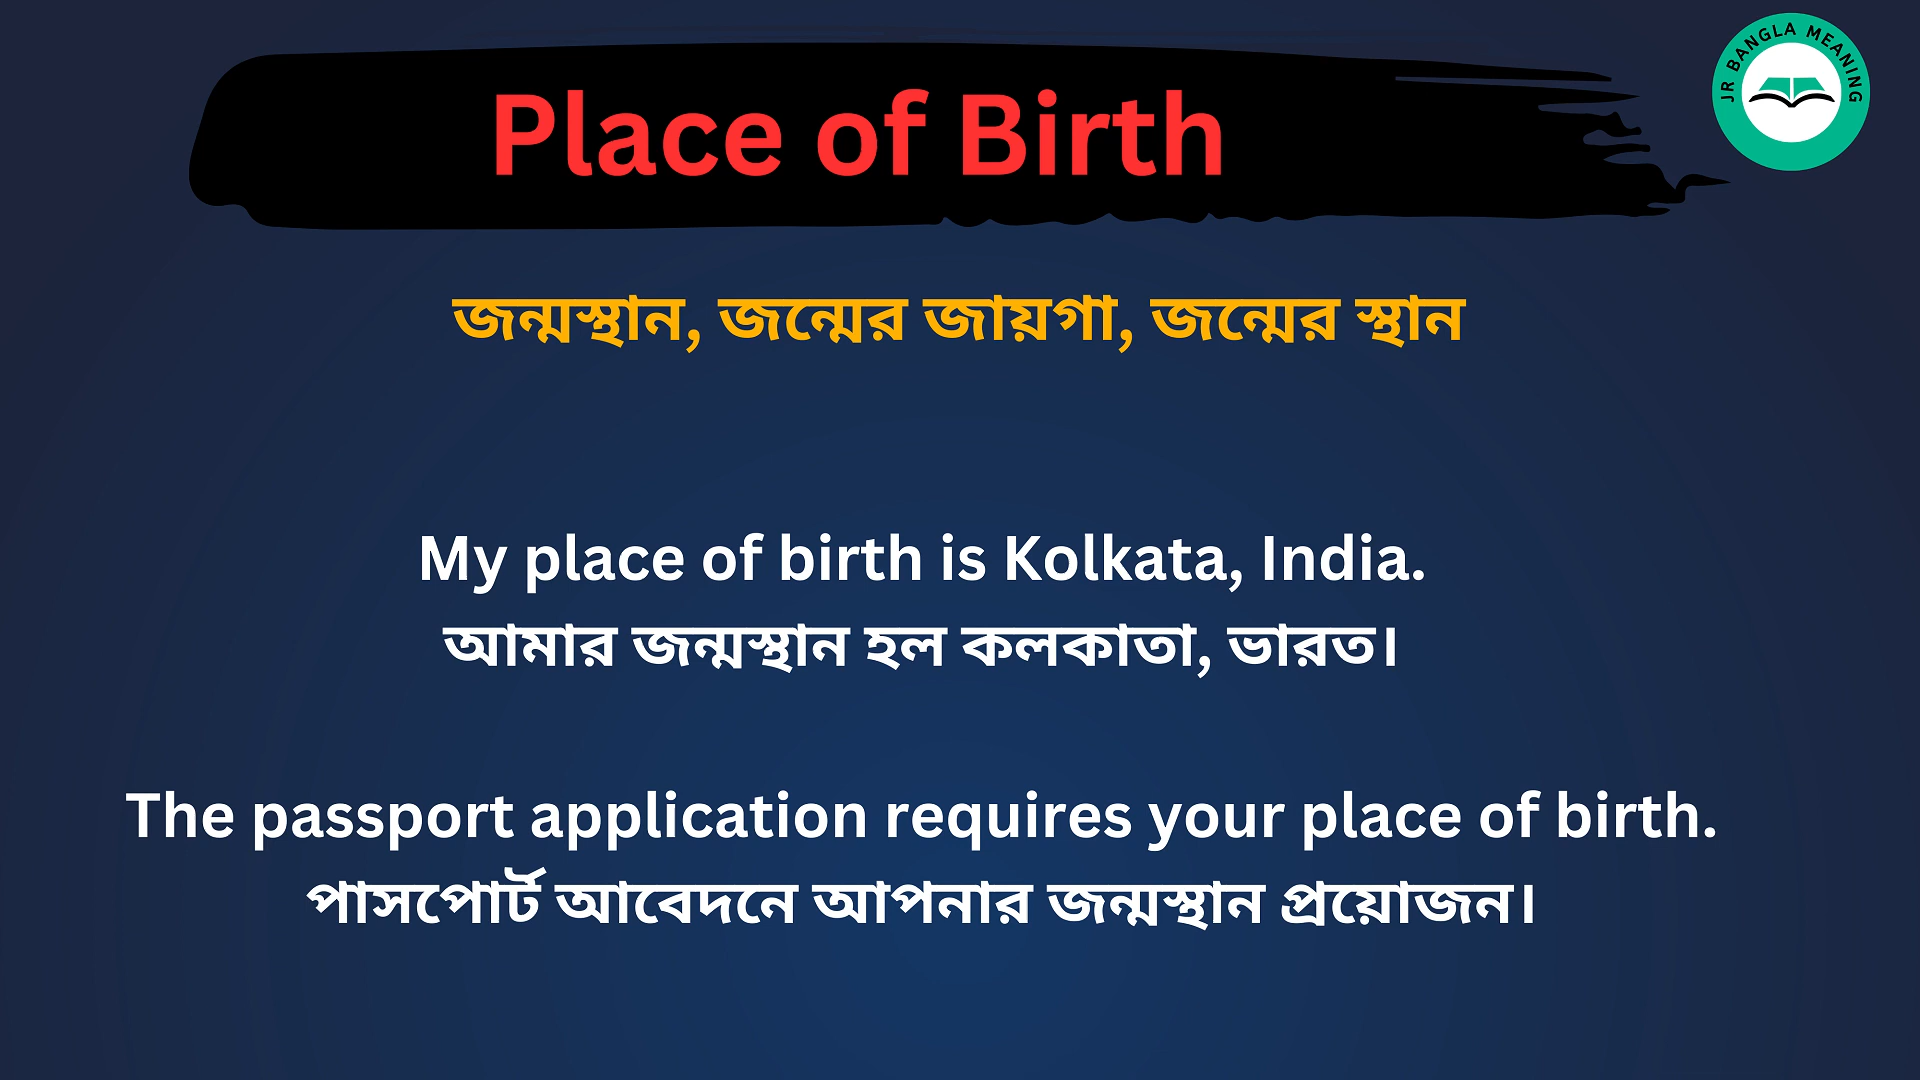 JR BANGLA MEANING
Place of Birth
জন্মস্থান, জন্মের জায়গা, জন্মের স্থান
My place of birth is Kolkata, India.
আমার জন্মস্থান হল কলকাতা, ভারত।
The passport application requires your place of birth.
পাসপোর্ট আবেদনে আপনার জন্মস্থান প্রয়োজন।